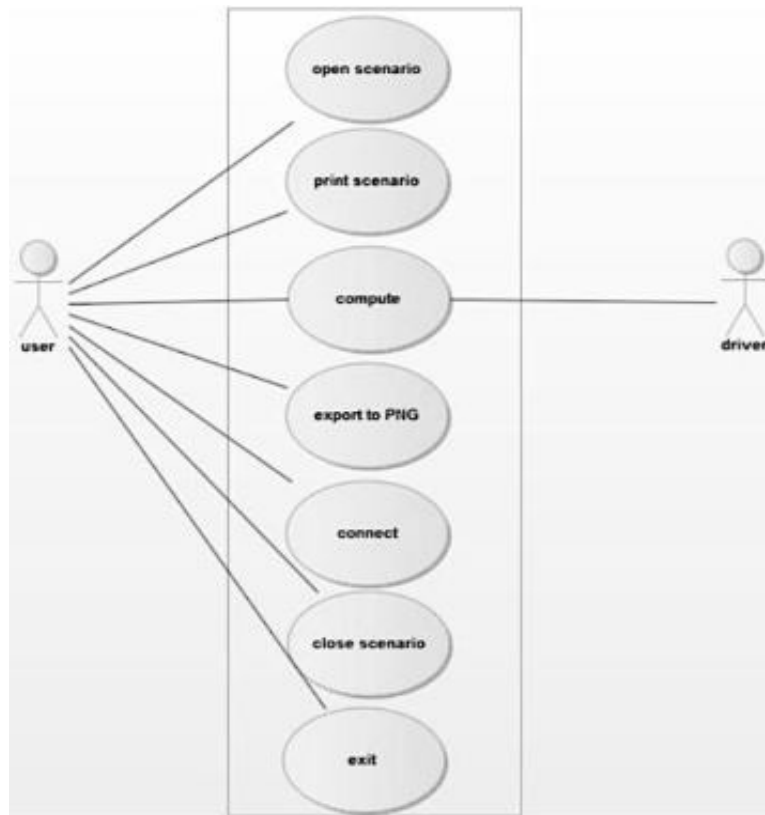 open scenario
print scenario
compute
user
driver
export to PNG
connect
close scenario
exit